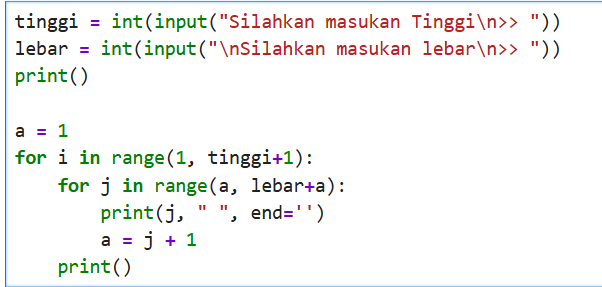 tinggi = int(input("Silahkan masukan Tinggi\n>> "))
lebar = int(input("\nSilahkan masukan lebar\n>> "))
print()

a = 1
for i in range(1, tinggi+1):
    for j in range(a, lebar+a):
        print(j, " ", end='')
        a = j + 1
    print()